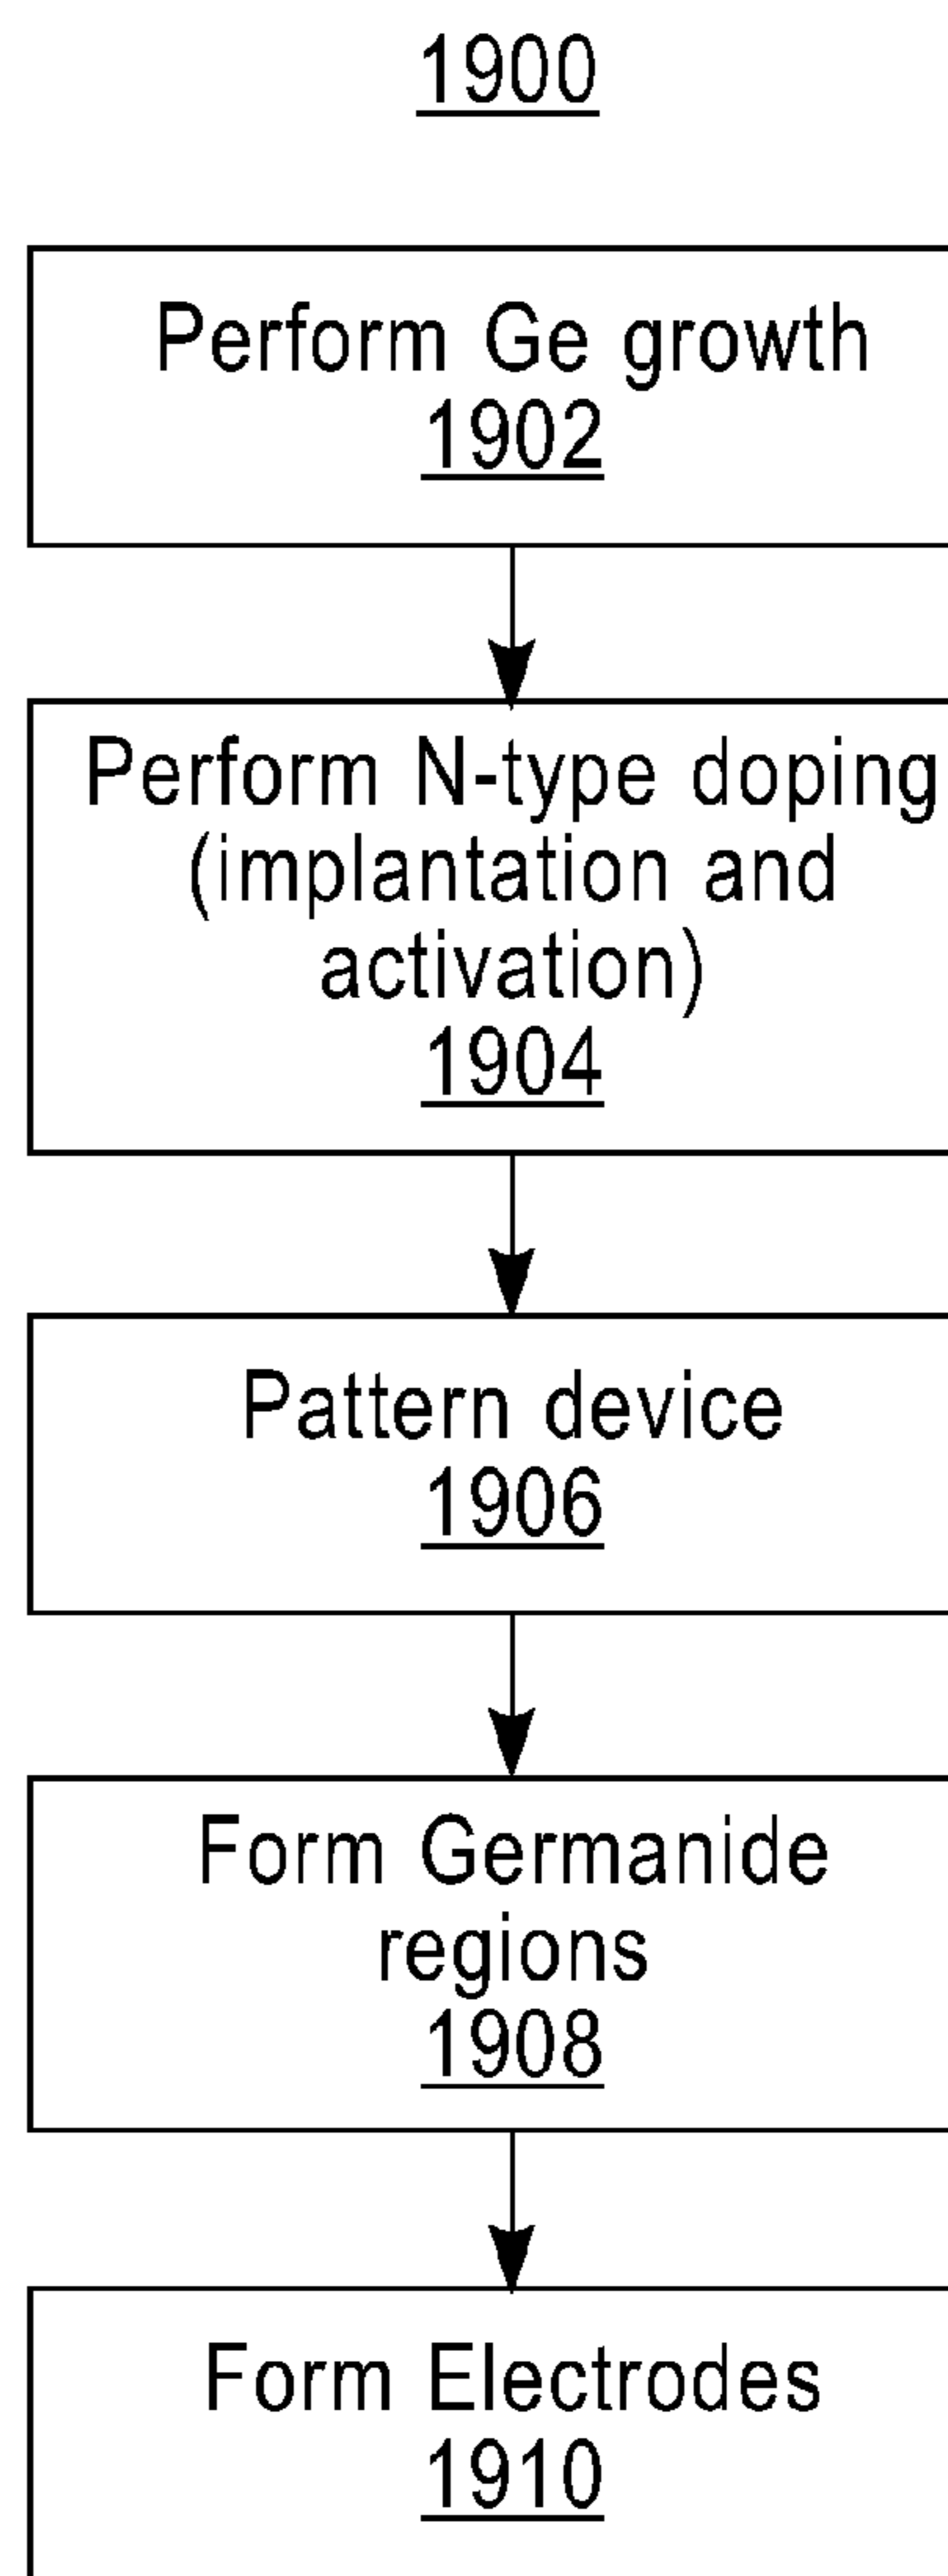 1900
Perform Ge growth
1902
Perform N-type doping
(implantation and
activation)
1904
Pattern device
1906
Form Germanide
regions
1908
Form Electrodes
1910